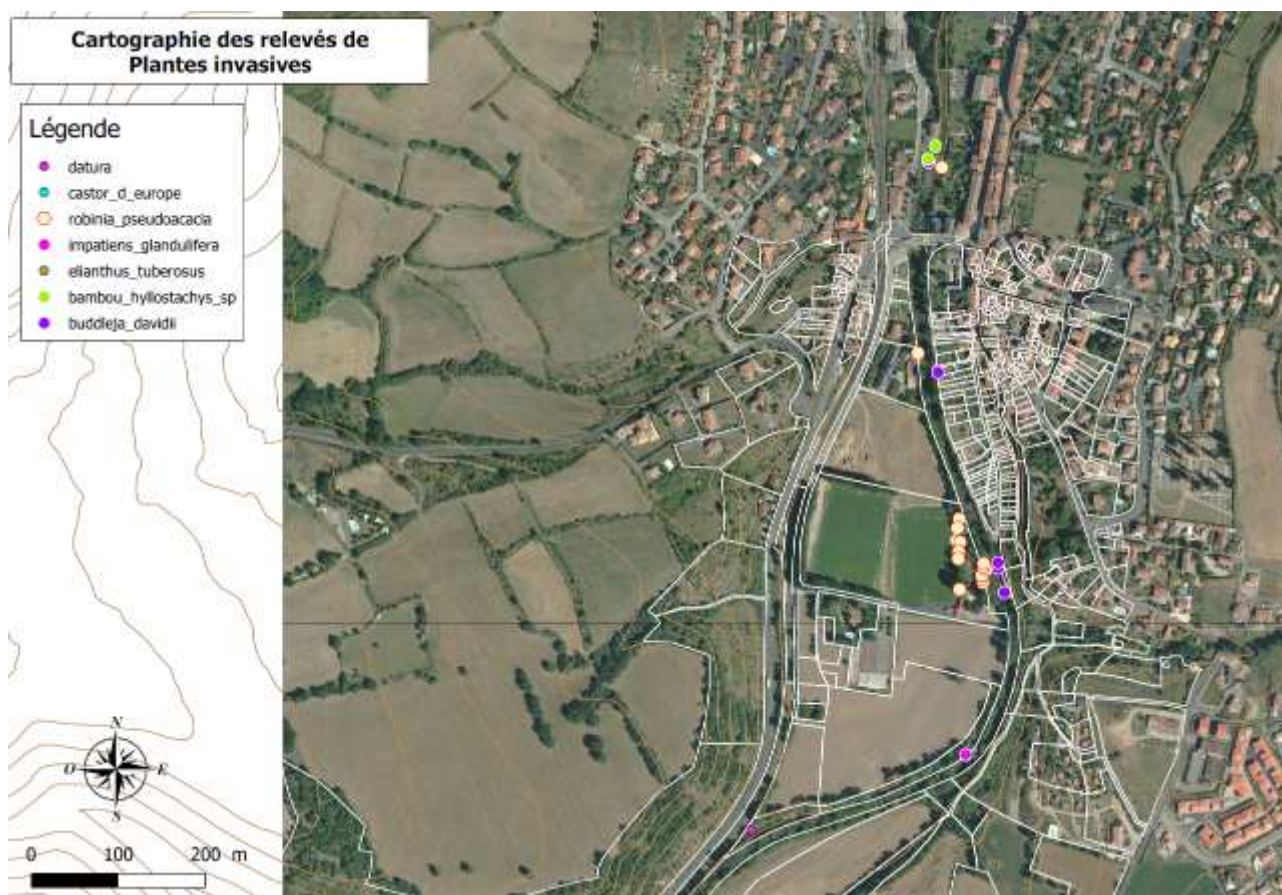 Cartographie des relevés de
Plantes invasives
Légende
datura
castor_d_europe
robinia_pseudoacacia
impatiens_glandulifera
elianthus_tuberosus
bambou_hyllostachys_sp
buddleja_davidii
N
O E
S
0 100 200 m